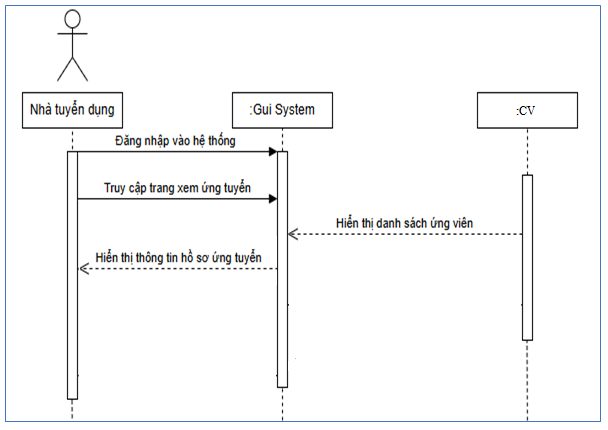 Nhà tuyển dụng
:Gui System
:CV
Đăng nhập vào hệ thống
Truy cập trang xem ứng tuyển
Hiển thị danh sách ứng viên
Hiển thị thông tin hồ sơ ứng tuyển